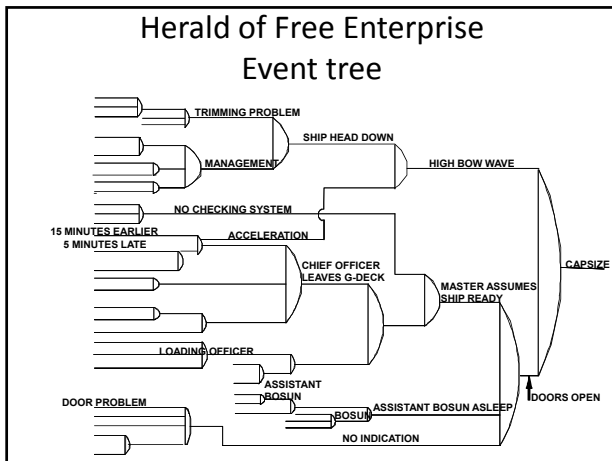 Herald of Free Enterprise
Event tree
TRIMMING PROBLEM
SHIP HEAD DOWN
MANAGEMENT
HIGH BOW WAVE
NO CHECKING SYSTEM
15 MINUTES EARLIER
5 MINUTES LATE
ACCELERATION
CHIEF OFFICER
LEAVES G-DECK
CAPSIZE
MASTER ASSUMES
SHIP READY
LOADING OFFICER
ASSISTANT
BOSUN
DOORS OPEN
DOOR PROBLEM
BOSUN
ASSISTANT BOSUN ASLEEP
NO INDICATION